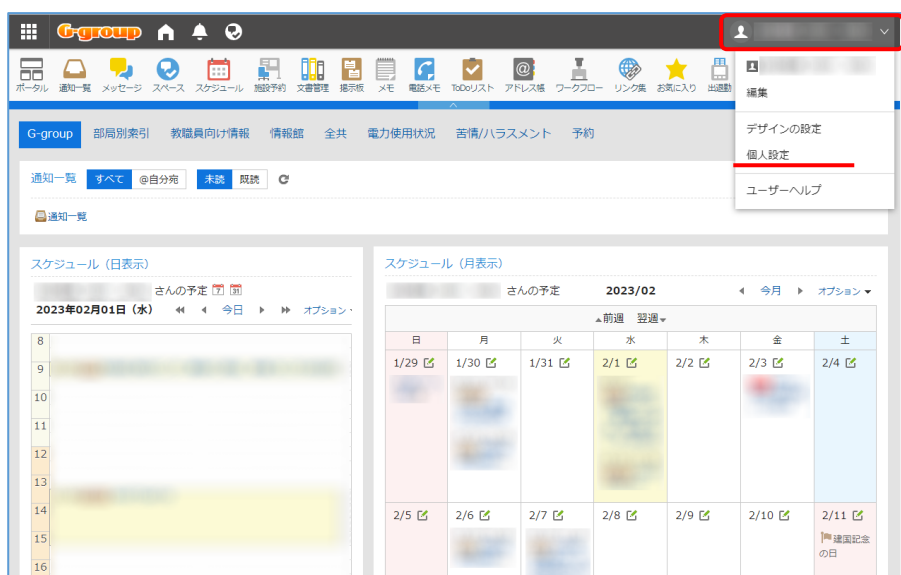 G-group
ポータル 通知一覧 メッセージ スペース スケジュール 施設予約 文書管理 掲示板 メモ 電話メモ ToDoリスト アドレス帳 ワークフロー リンク集 お気に入り 出退勤
編集
デザインの設定
個人設定
ユーザーヘルプ
G-group 部局別索引 教職員向け情報 情報館 全共 電力使用状況 苦情/ハラスメント 予約
通知一覧 すべて @自分宛 未読 既読
通知一覧
スケジュール（日表示）
さんの予定 7 31
2023年02月01日（水） 今日 オプション
8
9
10
11
12
13
14
15
16
スケジュール（月表示）
さんの予定 2023/02 今月 オプション
前週 翌週
日 月 火 水 木 金 土
1/29 1/30 1/31 2/1 2/2 2/3 2/4
2/5 2/6 2/7 2/8 2/9 2/10 2/11
建国記念
の日